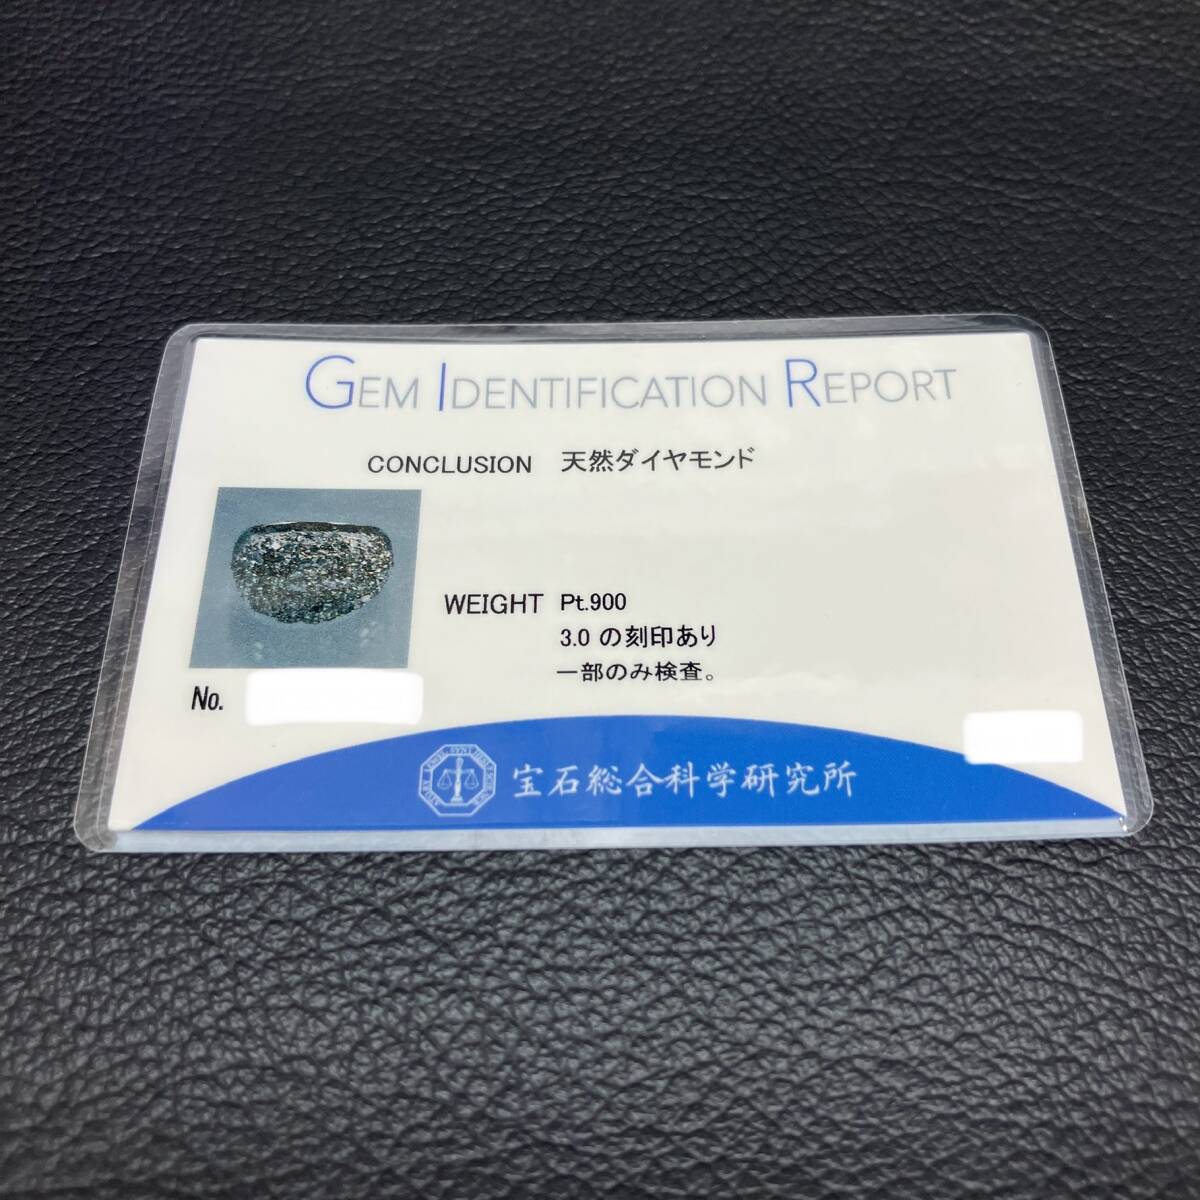 GEM IDENTIFICATION REPORT
CONCLUSION 天然ダイヤモンド
WEIGHT Pt.900
3.0 の刻印あり
一部のみ検査。
No.
宝石総合科学研究所